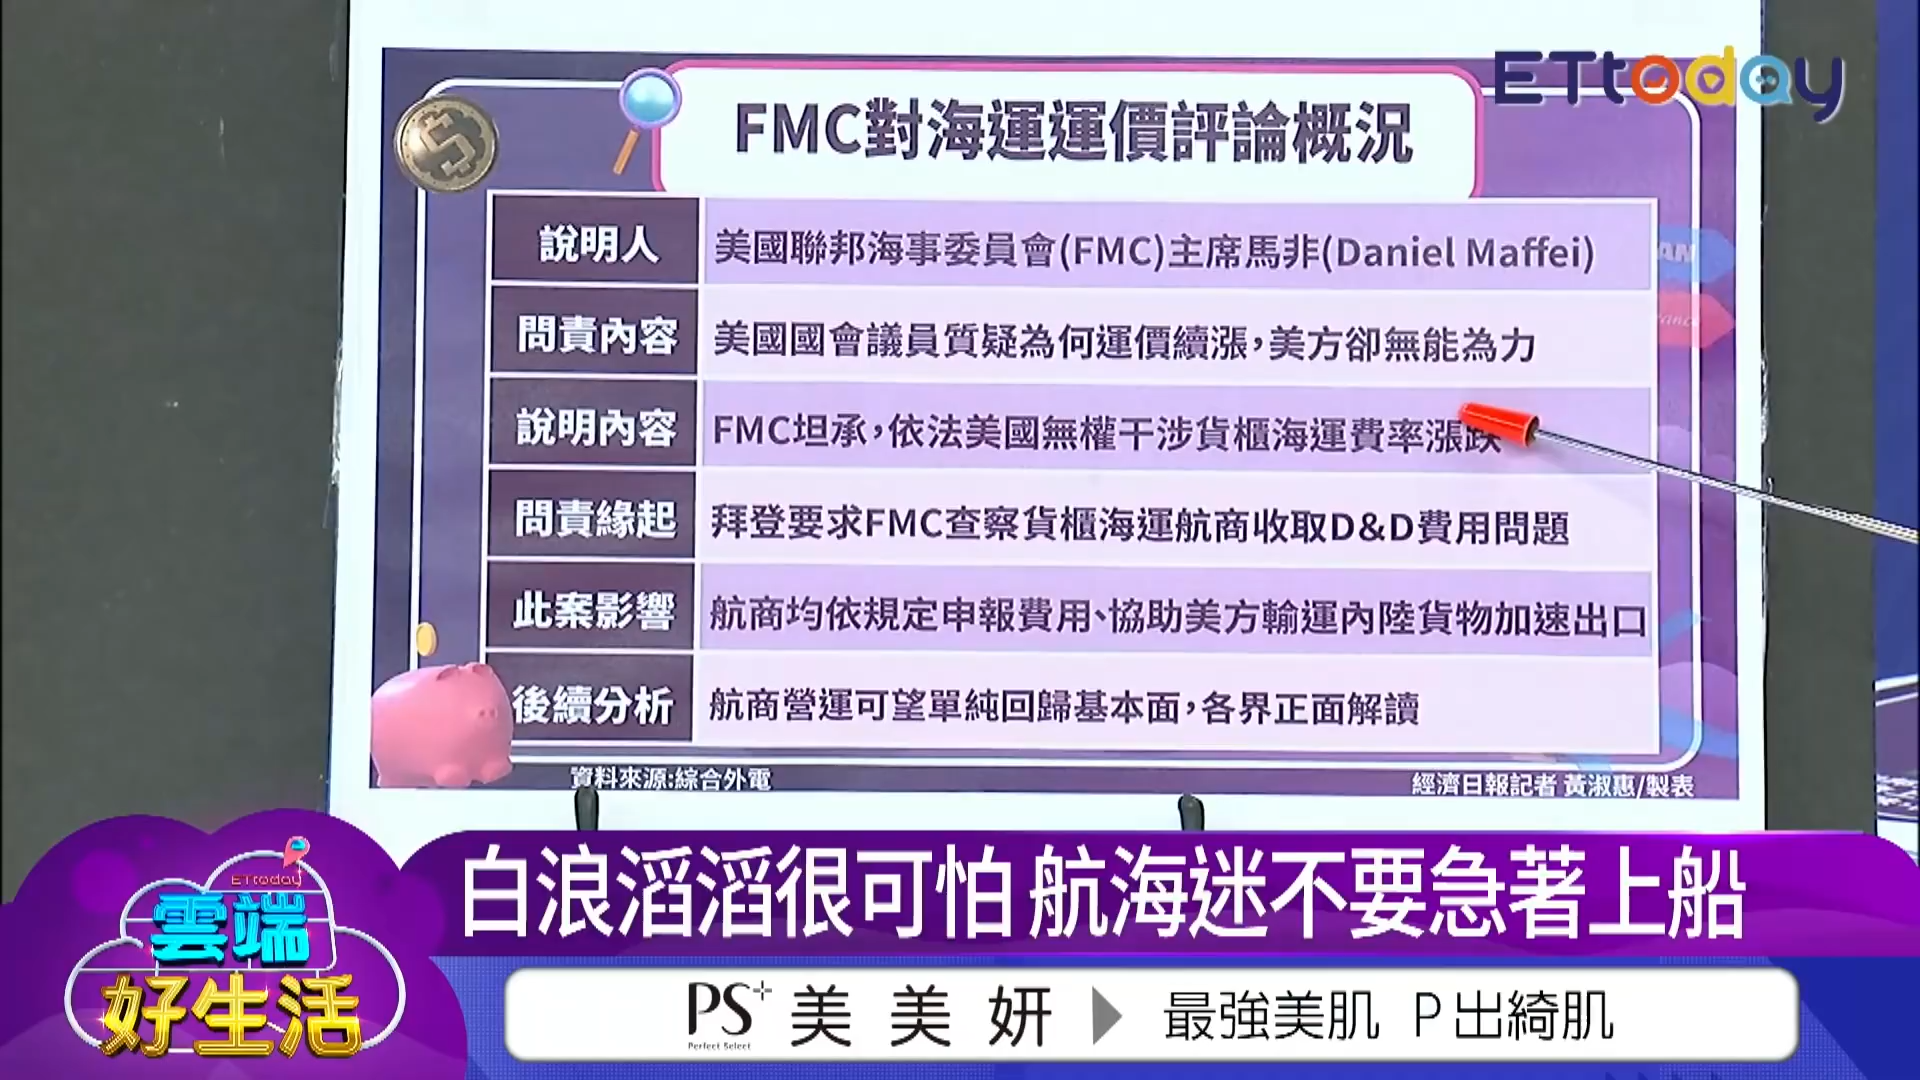 ETtoday
FMC對海運運價評論概況
說明人 美國聯邦海事委員會(FMC)主席馬非(Daniel Maffei)
問責內容 美國國會議員質疑為何運價續漲,美方卻無能為力
說明內容 FMC坦承,依法美國無權干涉貨櫃海運費率漲跌
問責緣起 拜登要求FMC查察貨櫃海運航商收取D&D費用問題
此案影響 航商均依規定申報費用、協助美方輸運內陸貨物加速出口
後續分析 航商營運可望單純回歸基本面,各界正面解讀
資料來源:綜合外電
經濟日報記者 黃淑惠/製表
白浪滔滔很可怕 航海迷不要急著上船
ETtoday
雲端
好生活
PS+ 美美妍 ▶ 最強美肌 P出綺肌
Perfect Select